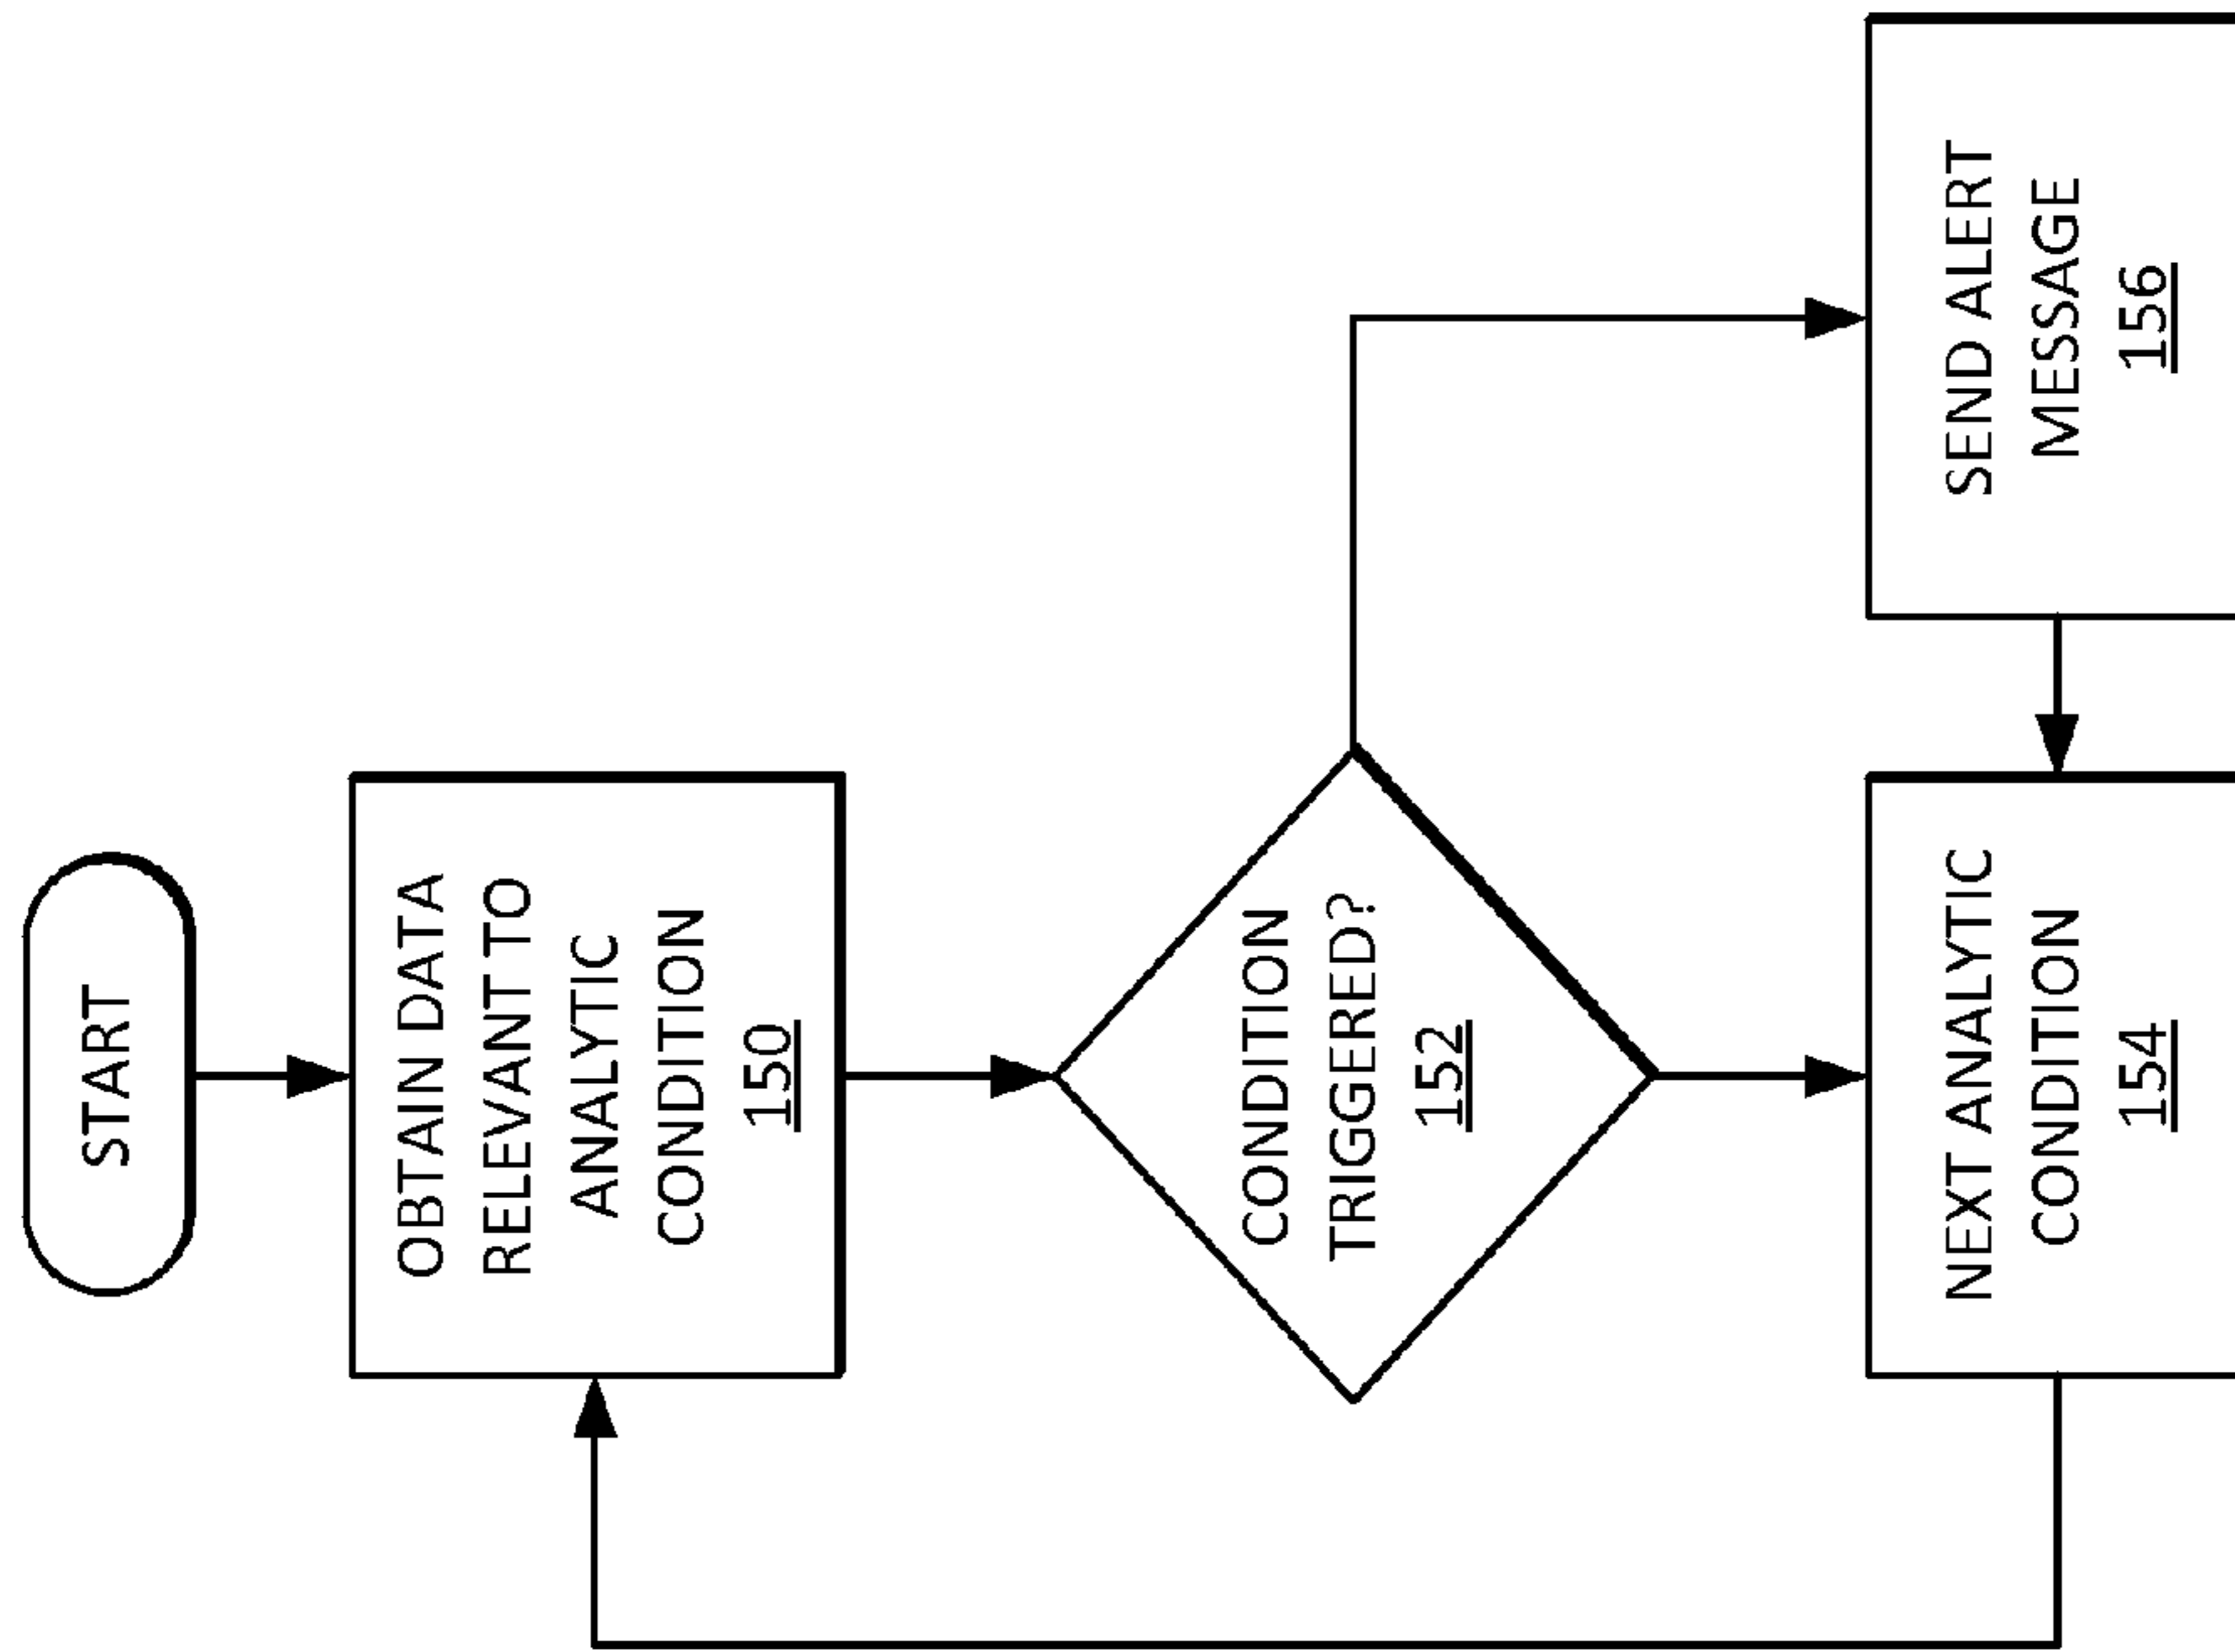 START
OBTAIN DATA
RELEVANT TO
ANALYTIC
CONDITION
150
CONDITION
TRIGGERED?
152
NEXT ANALYTIC
CONDITION
154
SEND ALERT
MESSAGE
156